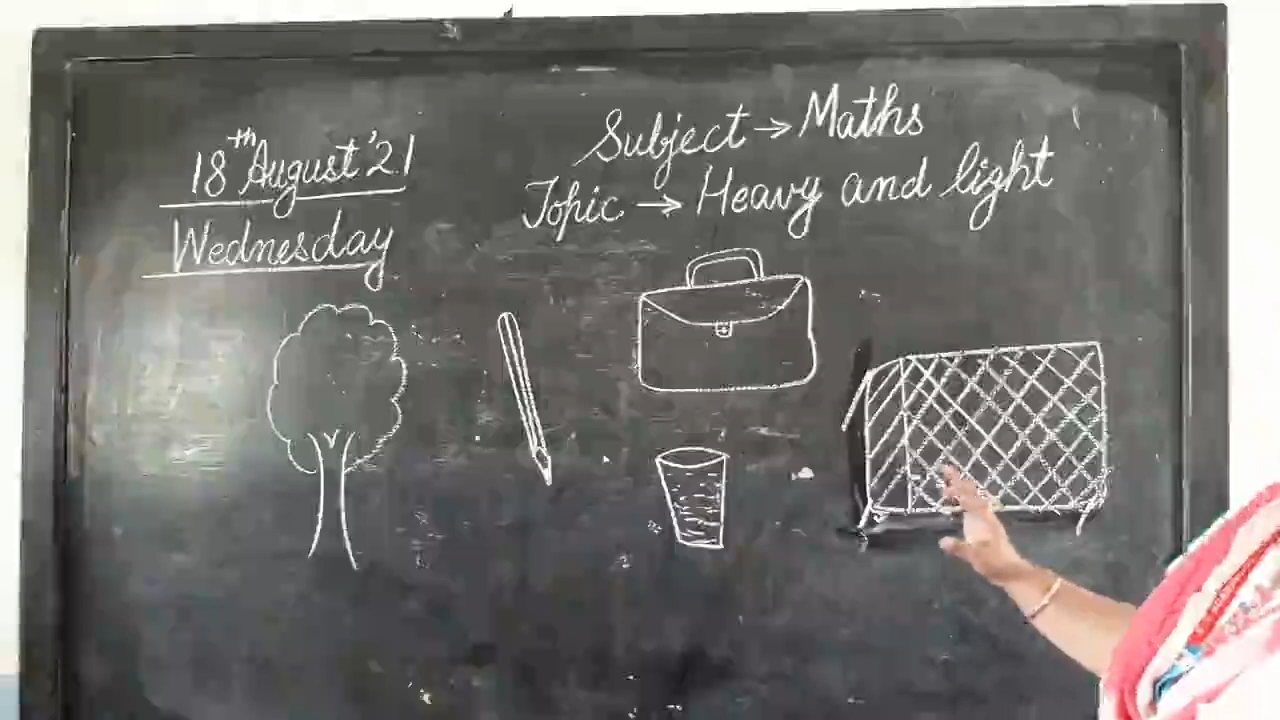 18th August '21
Wednesday
Subject → Maths
Topic → Heavy and light